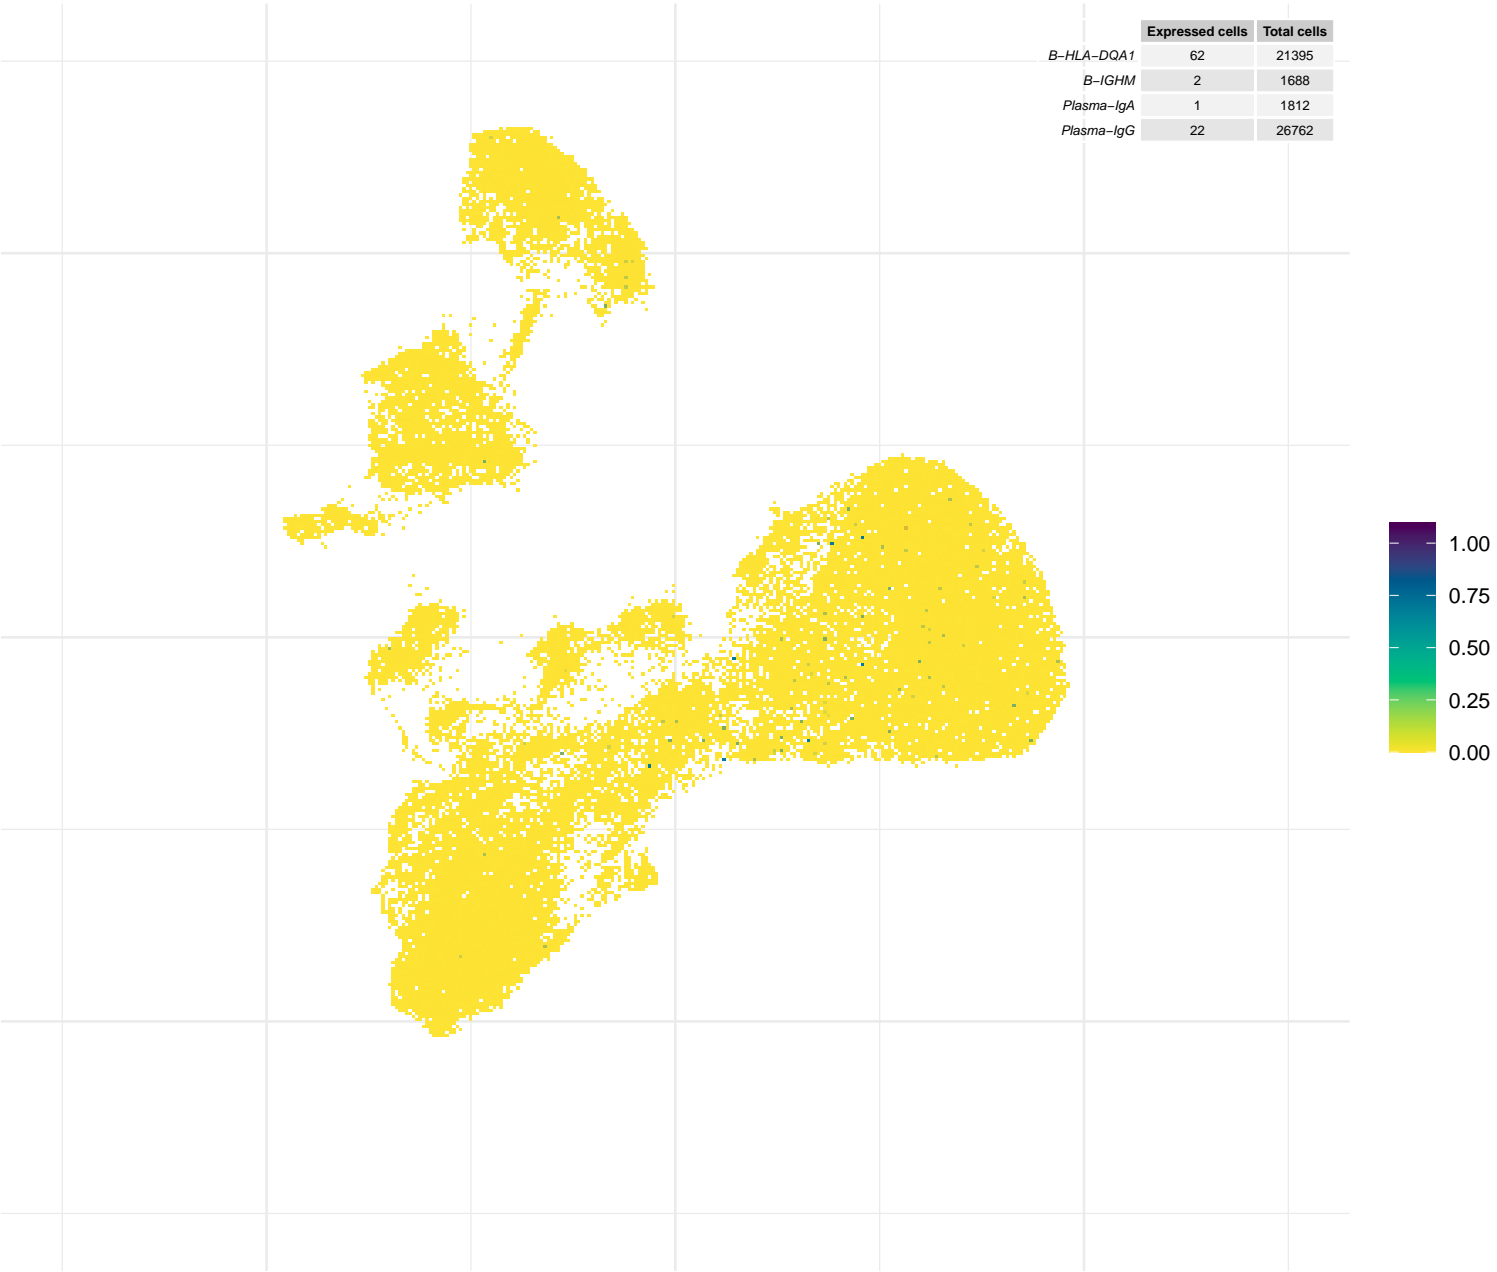 Expressed cells Total cells
B−HLA−DQA1 62 21395
B−IGHM 2 1688
Plasma−IgA 1 1812
Plasma−IgG 22 26762
1.00
0.75
0.50
0.25
0.00